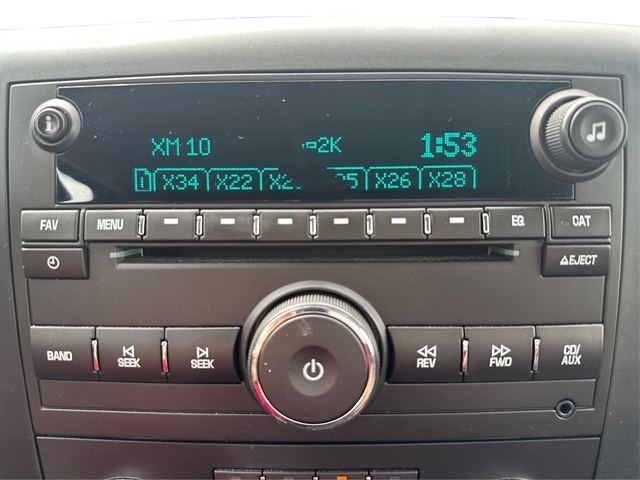 XM 10 2K 1:53
1 X34 X22 X26 X28
FAV MENU EQ CAT
EJECT
BAND SEEK SEEK REV FWD CD/AUX